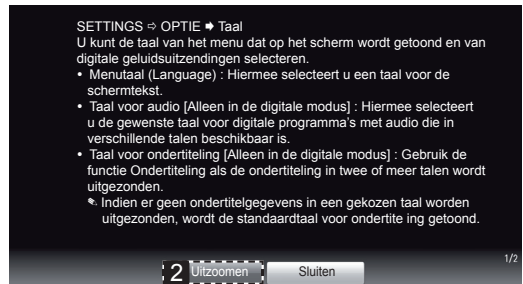 SETTINGS ⇨ OPTIE ➡ Taal
U kunt de taal van het menu dat op het scherm wordt getoond en van
digitale geluidsuitzendingen selecteren.
• Menutaal (Language) : Hiermee selecteert u een taal voor de
schermtekst.
• Taal voor audio [Alleen in de digitale modus] : Hiermee selecteert
u de gewenste taal voor digitale programma's met audio die in
verschillende talen beschikbaar is.
• Taal voor ondertiteling [Alleen in de digitale modus] : Gebruik de
functie Ondertiteling als de ondertiteling in twee of meer talen wordt
uitgezonden.
✎ Indien er geen ondertitelgegevens in een gekozen taal worden
uitgezonden, wordt de standaardtaal voor ondertite ing getoond.
1/2
2 Uitzoomen Sluiten